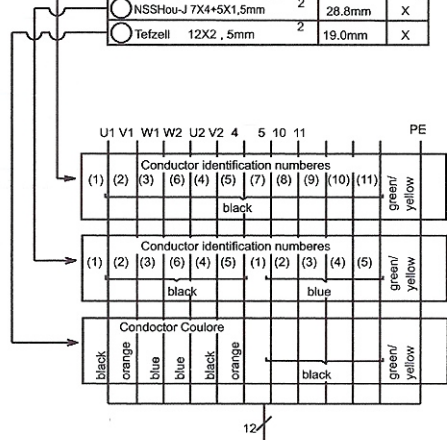 NSSHou-J 7X4+5X1,5mm 2 28.8mm X
Tefzell 12X2 , 5mm 2 19.0mm X
U1 V1 W1 W2 U2 V2 4 5 10 11 PE
Conductor identification numberes
(1) (2) (3) (6) (4) (5) (7) (8) (9) (10) (11) green/ yellow
black
Conductor identification numberes
(1) (2) (3) (6) (4) (5) (1) (2) (3) (4) (5) green/ yellow
black blue
Condoctor Coulore
black orange blue blue black orange black green/ yellow
12